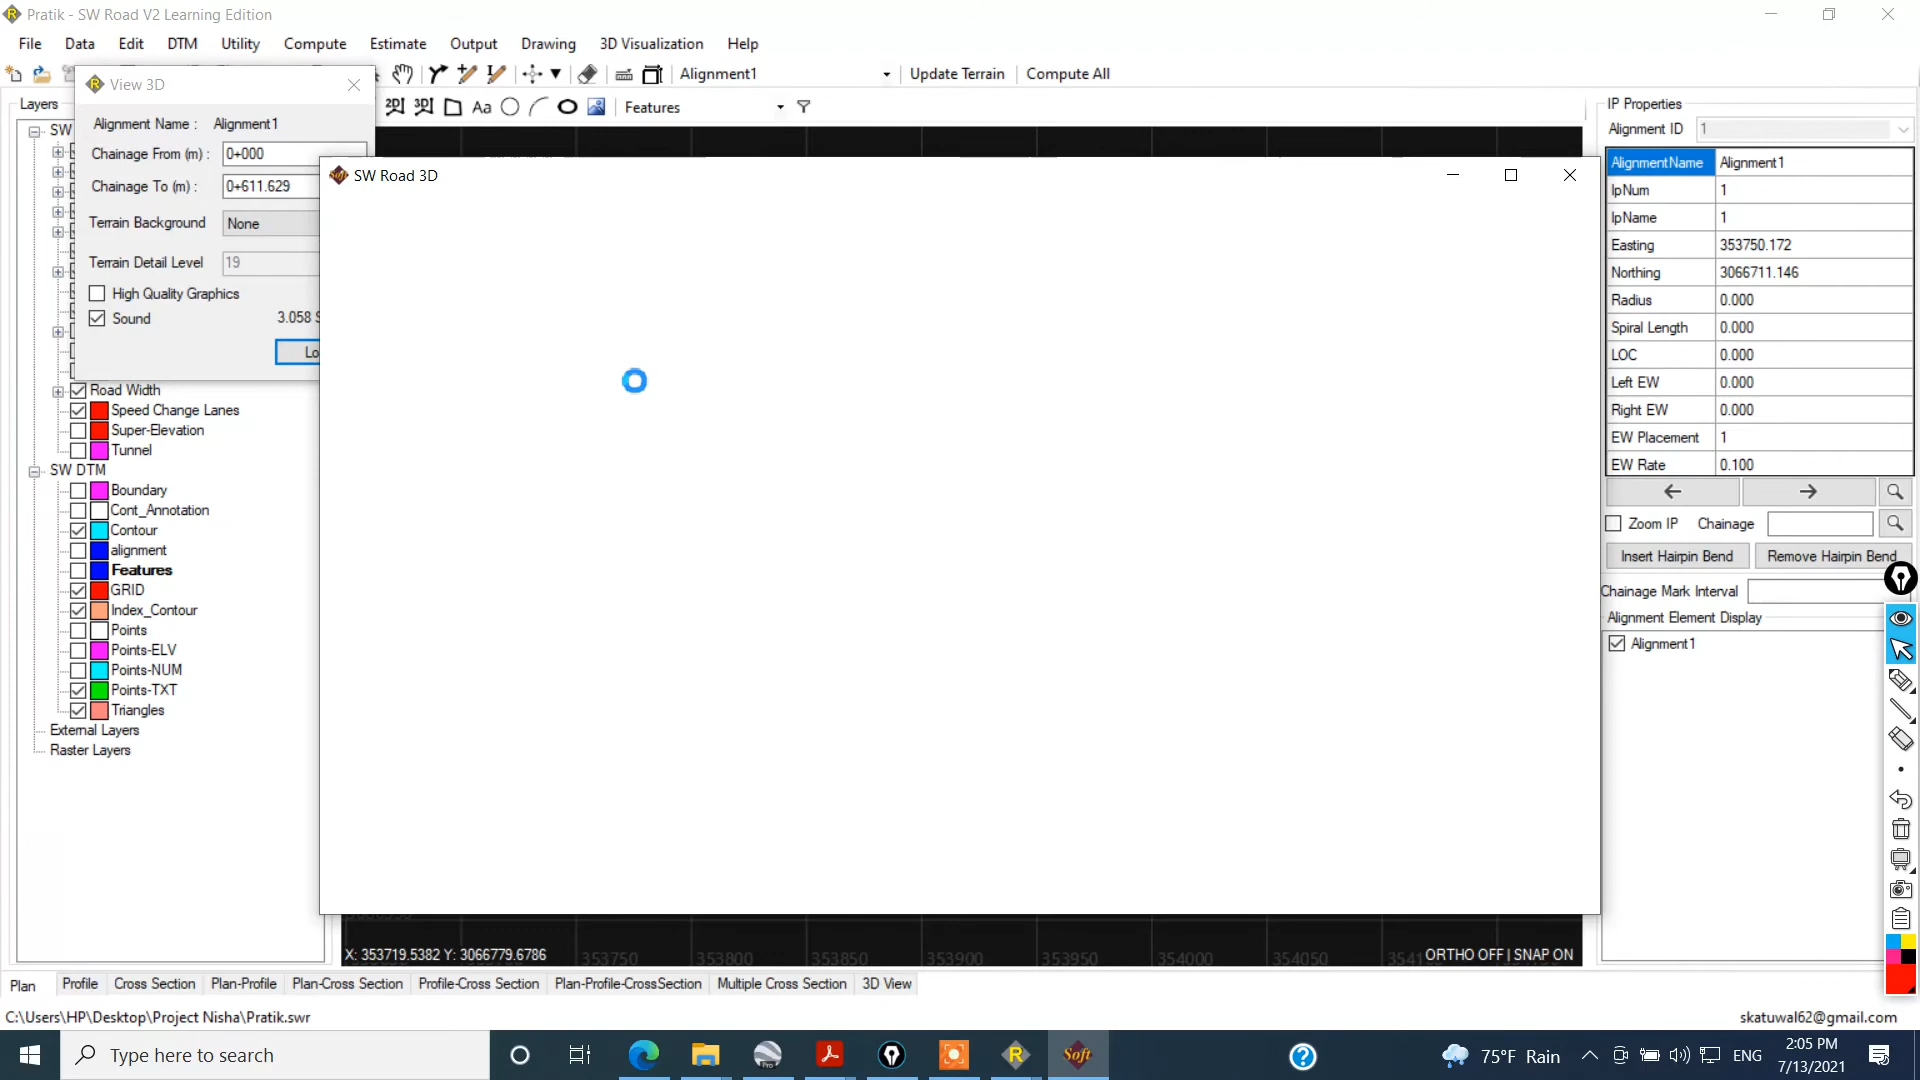 Pratik - SW Road V2 Learning Edition
File Data Edit DTM Utility Compute Estimate Output Drawing 3D Visualization Help
Alignment1 Update Terrain Compute All
2D 3D Aa Features
Layers
SW
View 3D
Alignment Name : Alignment1
Chainage From (m) : 0+000
Chainage To (m) : 0+611.629
Terrain Background None
Terrain Detail Level 19
High Quality Graphics
Sound 3.058 S
Lo
SW Road 3D
Road Width
Speed Change Lanes
Super-Elevation
Tunnel
SW DTM
Boundary
Cont_Annotation
Contour
alignment
Features
GRID
Index_Contour
Points
Points-ELV
Points-NUM
Points-TXT
Triangles
External Layers
Raster Layers
IP Properties
Alignment ID 1
AlignmentName Alignment1
IpNum 1
IpName 1
Easting 353750.172
Northing 3066711.146
Radius 0.000
Spiral Length 0.000
LOC 0.000
Left EW 0.000
Right EW 0.000
EW Placement 1
EW Rate 0.100
Zoom IP Chainage
Insert Hairpin Bend Remove Hairpin Bend
Chainage Mark Interval
Alignment Element Display
Alignment1
X: 353719.5382 Y: 3066779.6786
353750 353800 353850 353900 353950 354000 354050
ORTHO OFF | SNAP ON
Plan Profile Cross Section Plan-Profile Plan-Cross Section Profile-Cross Section Plan-Profile-CrossSection Multiple Cross Section 3D View
C:\Users\HP\Desktop\Project Nisha\Pratik.swr
skatuwal62@gmail.com
Type here to search
Pro
R
Soft
75°F Rain
ENG
2:05 PM
7/13/2021